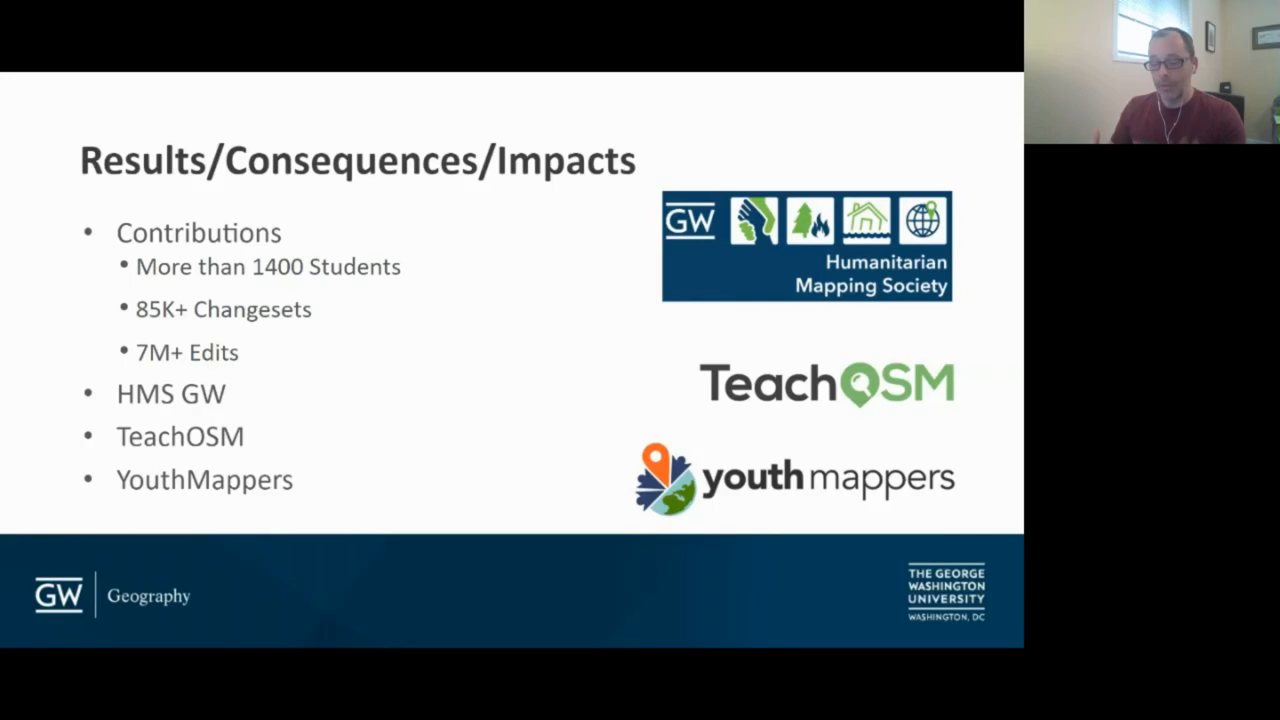 Results/Consequences/Impacts
• Contributions
• More than 1400 Students
• 85K+ Changesets
• 7M+ Edits
• HMS GW
• TeachOSM
• YouthMappers
GW
Humanitarian
Mapping Society
TeachOSM
youthmappers
GW
Geography
THE GEORGE
WASHINGTON
UNIVERSITY
WASHINGTON, DC